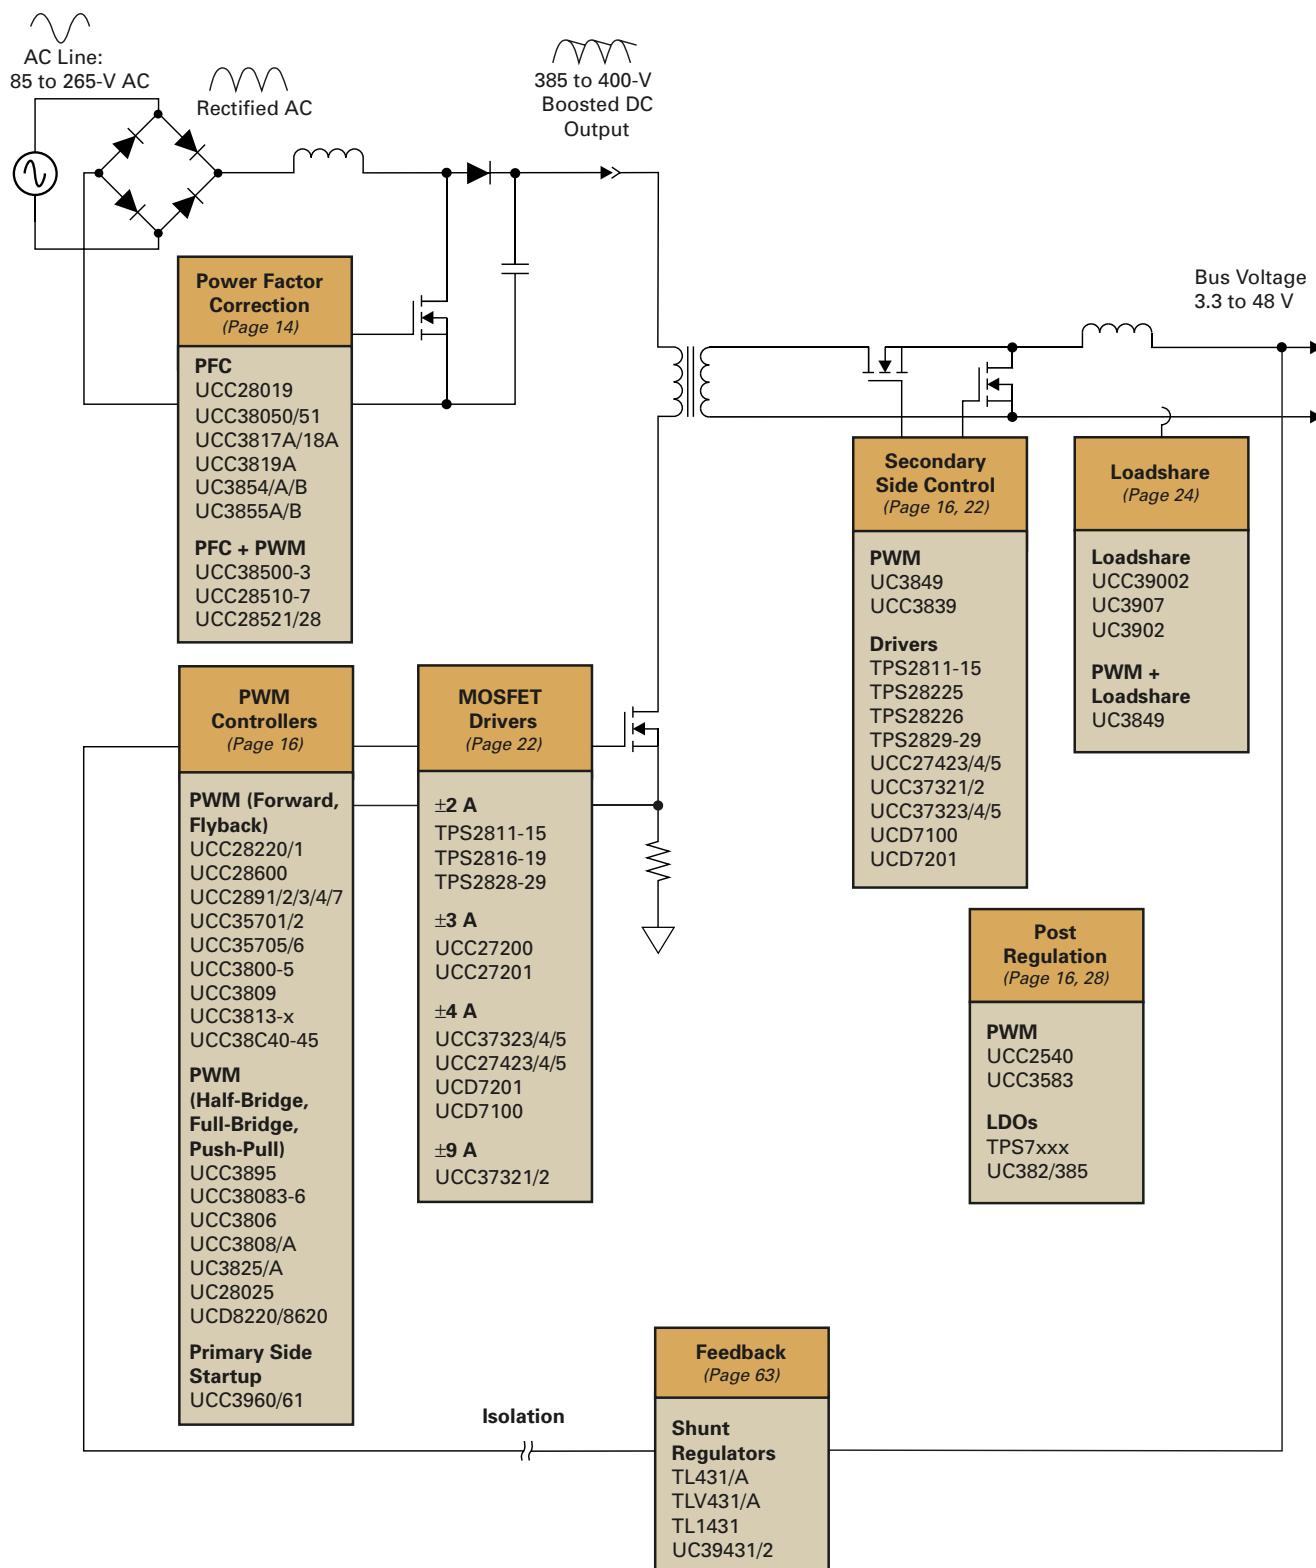 AC Line:
85 to 265-V AC
Rectified AC
385 to 400-V
Boosted DC
Output
Bus Voltage
3.3 to 48 V
Power Factor
Correction
(Page 14)
PFC
UCC28019
UCC38050/51
UCC3817A/18A
UCC3819A
UC3854/A/B
UC3855A/B
PFC + PWM
UCC38500-3
UCC28510-7
UCC28521/28
Secondary
Side Control
(Page 16, 22)
PWM
UC3849
UCC3839
Drivers
TPS2811-15
TPS28225
TPS28226
TPS2829-29
UCC27423/4/5
UCC37321/2
UCC37323/4/5
UCD7100
UCD7201
Loadshare
(Page 24)
Loadshare
UCC39002
UC3907
UC3902
PWM +
Loadshare
UC3849
PWM
Controllers
(Page 16)
PWM (Forward,
Flyback)
UCC28220/1
UCC28600
UCC2891/2/3/4/7
UCC35701/2
UCC35705/6
UCC3800-5
UCC3809
UCC3813-x
UCC38C40-45
PWM
(Half-Bridge,
Full-Bridge,
Push-Pull)
UCC3895
UCC38083-6
UCC3806
UCC3808/A
UC3825/A
UC28025
UCD8220/8620
Primary Side
Startup
UCC3960/61
MOSFET
Drivers
(Page 22)
±2 A
TPS2811-15
TPS2816-19
TPS2828-29
±3 A
UCC27200
UCC27201
±4 A
UCC37323/4/5
UCC27423/4/5
UCD7201
UCD7100
±9 A
UCC37321/2
Post
Regulation
(Page 16, 28)
PWM
UCC2540
UCC3583
LDOs
TPS7xxx
UC382/385
Isolation
Feedback
(Page 63)
Shunt
Regulators
TL431/A
TLV431/A
TL1431
UC39431/2